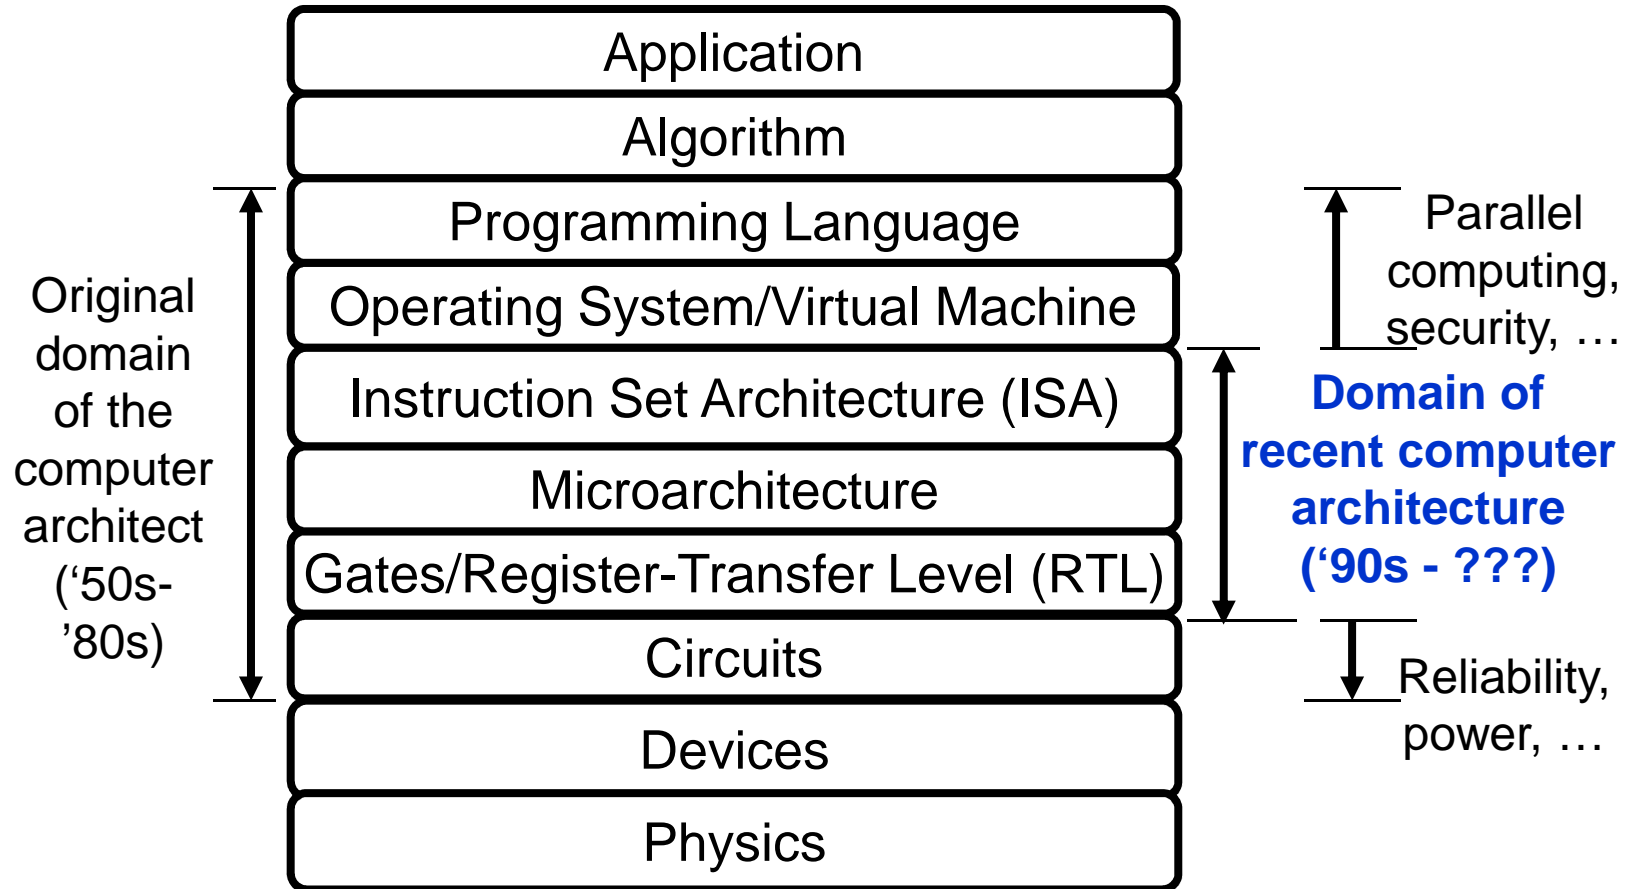 Application
Algorithm
Programming Language
Operating System/Virtual Machine
Instruction Set Architecture (ISA)
Microarchitecture
Gates/Register-Transfer Level (RTL)
Circuits
Devices
Physics
Original
domain
of the
computer
architect
(‘50s-
’80s)
Parallel
computing,
security, …
Domain of
recent computer
architecture
(‘90s - ???)
Reliability,
power, …